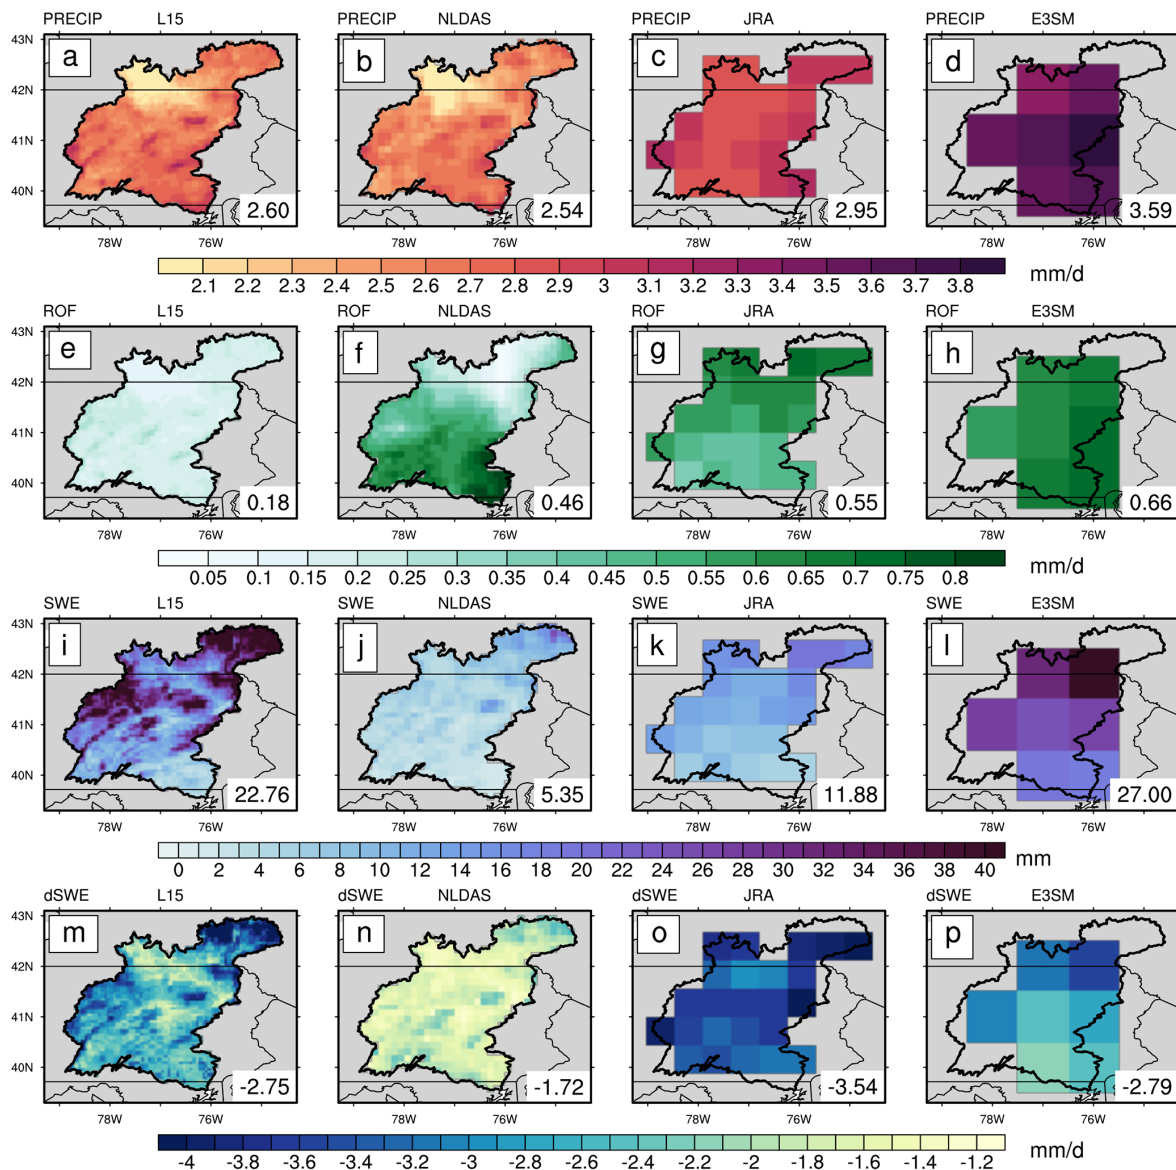 PRECIP L15 PRECIP NLDAS PRECIP JRA PRECIP E3SM
43N
a b c d
42N
41N
40N
2.60 2.54 2.95 3.59
78W 76W 78W 76W 78W 76W 78W 76W
2.1 2.2 2.3 2.4 2.5 2.6 2.7 2.8 2.9 3 3.1 3.2 3.3 3.4 3.5 3.6 3.7 3.8 mm/d
ROF L15 ROF NLDAS ROF JRA ROF E3SM
43N
e f g h
42N
41N
40N
0.18 0.46 0.55 0.66
78W 76W 78W 76W 78W 76W 78W 76W
0.05 0.1 0.15 0.2 0.25 0.3 0.35 0.4 0.45 0.5 0.55 0.6 0.65 0.7 0.75 0.8 mm/d
SWE L15 SWE NLDAS SWE JRA SWE E3SM
43N
i j k l
42N
41N
40N
22.76 5.35 11.88 27.00
78W 76W 78W 76W 78W 76W 78W 76W
0 2 4 6 8 10 12 14 16 18 20 22 24 26 28 30 32 34 36 38 40 mm
dSWE L15 dSWE NLDAS dSWE JRA dSWE E3SM
43N
m n o p
42N
41N
40N
-2.75 -1.72 -3.54 -2.79
78W 76W 78W 76W 78W 76W 78W 76W
-4 -3.8 -3.6 -3.4 -3.2 -3 -2.8 -2.6 -2.4 -2.2 -2 -1.8 -1.6 -1.4 -1.2 mm/d